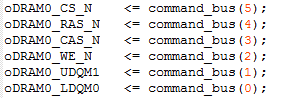 oDRAM0_CS_N <= command_bus(5);
oDRAM0_RAS_N <= command_bus(4);
oDRAM0_CAS_N <= command_bus(3);
oDRAM0_WE_N <= command_bus(2);
oDRAM0_UDQM1 <= command_bus(1);
oDRAM0_LDQM0 <= command_bus(0);